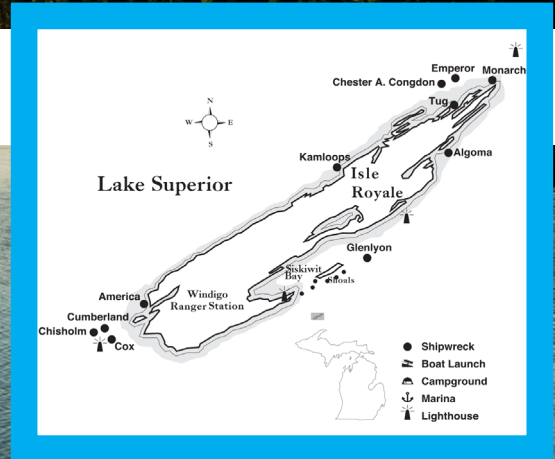 Emperor
Monarch
Chester A. Congdon
Tug
N
W
E
S
Algoma
Kamloops
Isle
Royale
Lake Superior
Glenlyon
Siskiwit
Bay
Shoals
America
Windigo
Ranger Station
Cumberland
Chisholm
Cox
Shipwreck
Boat Launch
Campground
Marina
Lighthouse